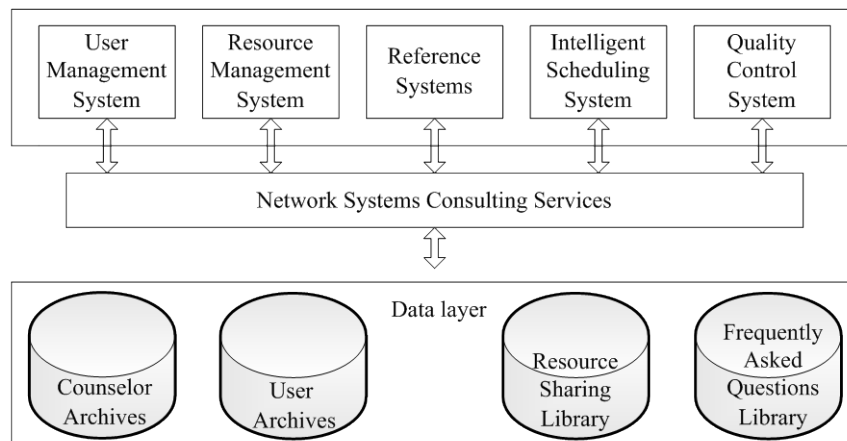 User
Management
System
Resource
Management
System
Reference
Systems
Intelligent
Scheduling
System
Quality
Control
System
Network Systems Consulting Services
Data layer
Counselor
Archives
User
Archives
Resource
Sharing
Library
Frequently
Asked
Questions
Library